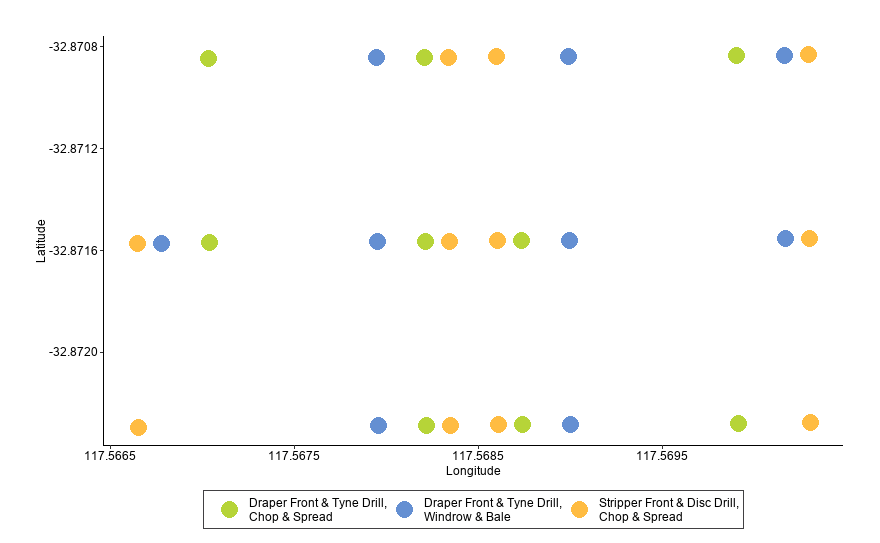 -32.8708
-32.8712
-32.8716
-32.8720
Latitude
117.5665 117.5675 117.5685 117.5695
Longitude
Draper Front & Tyne Drill,
Chop & Spread
Draper Front & Tyne Drill,
Windrow & Bale
Stripper Front & Disc Drill,
Chop & Spread